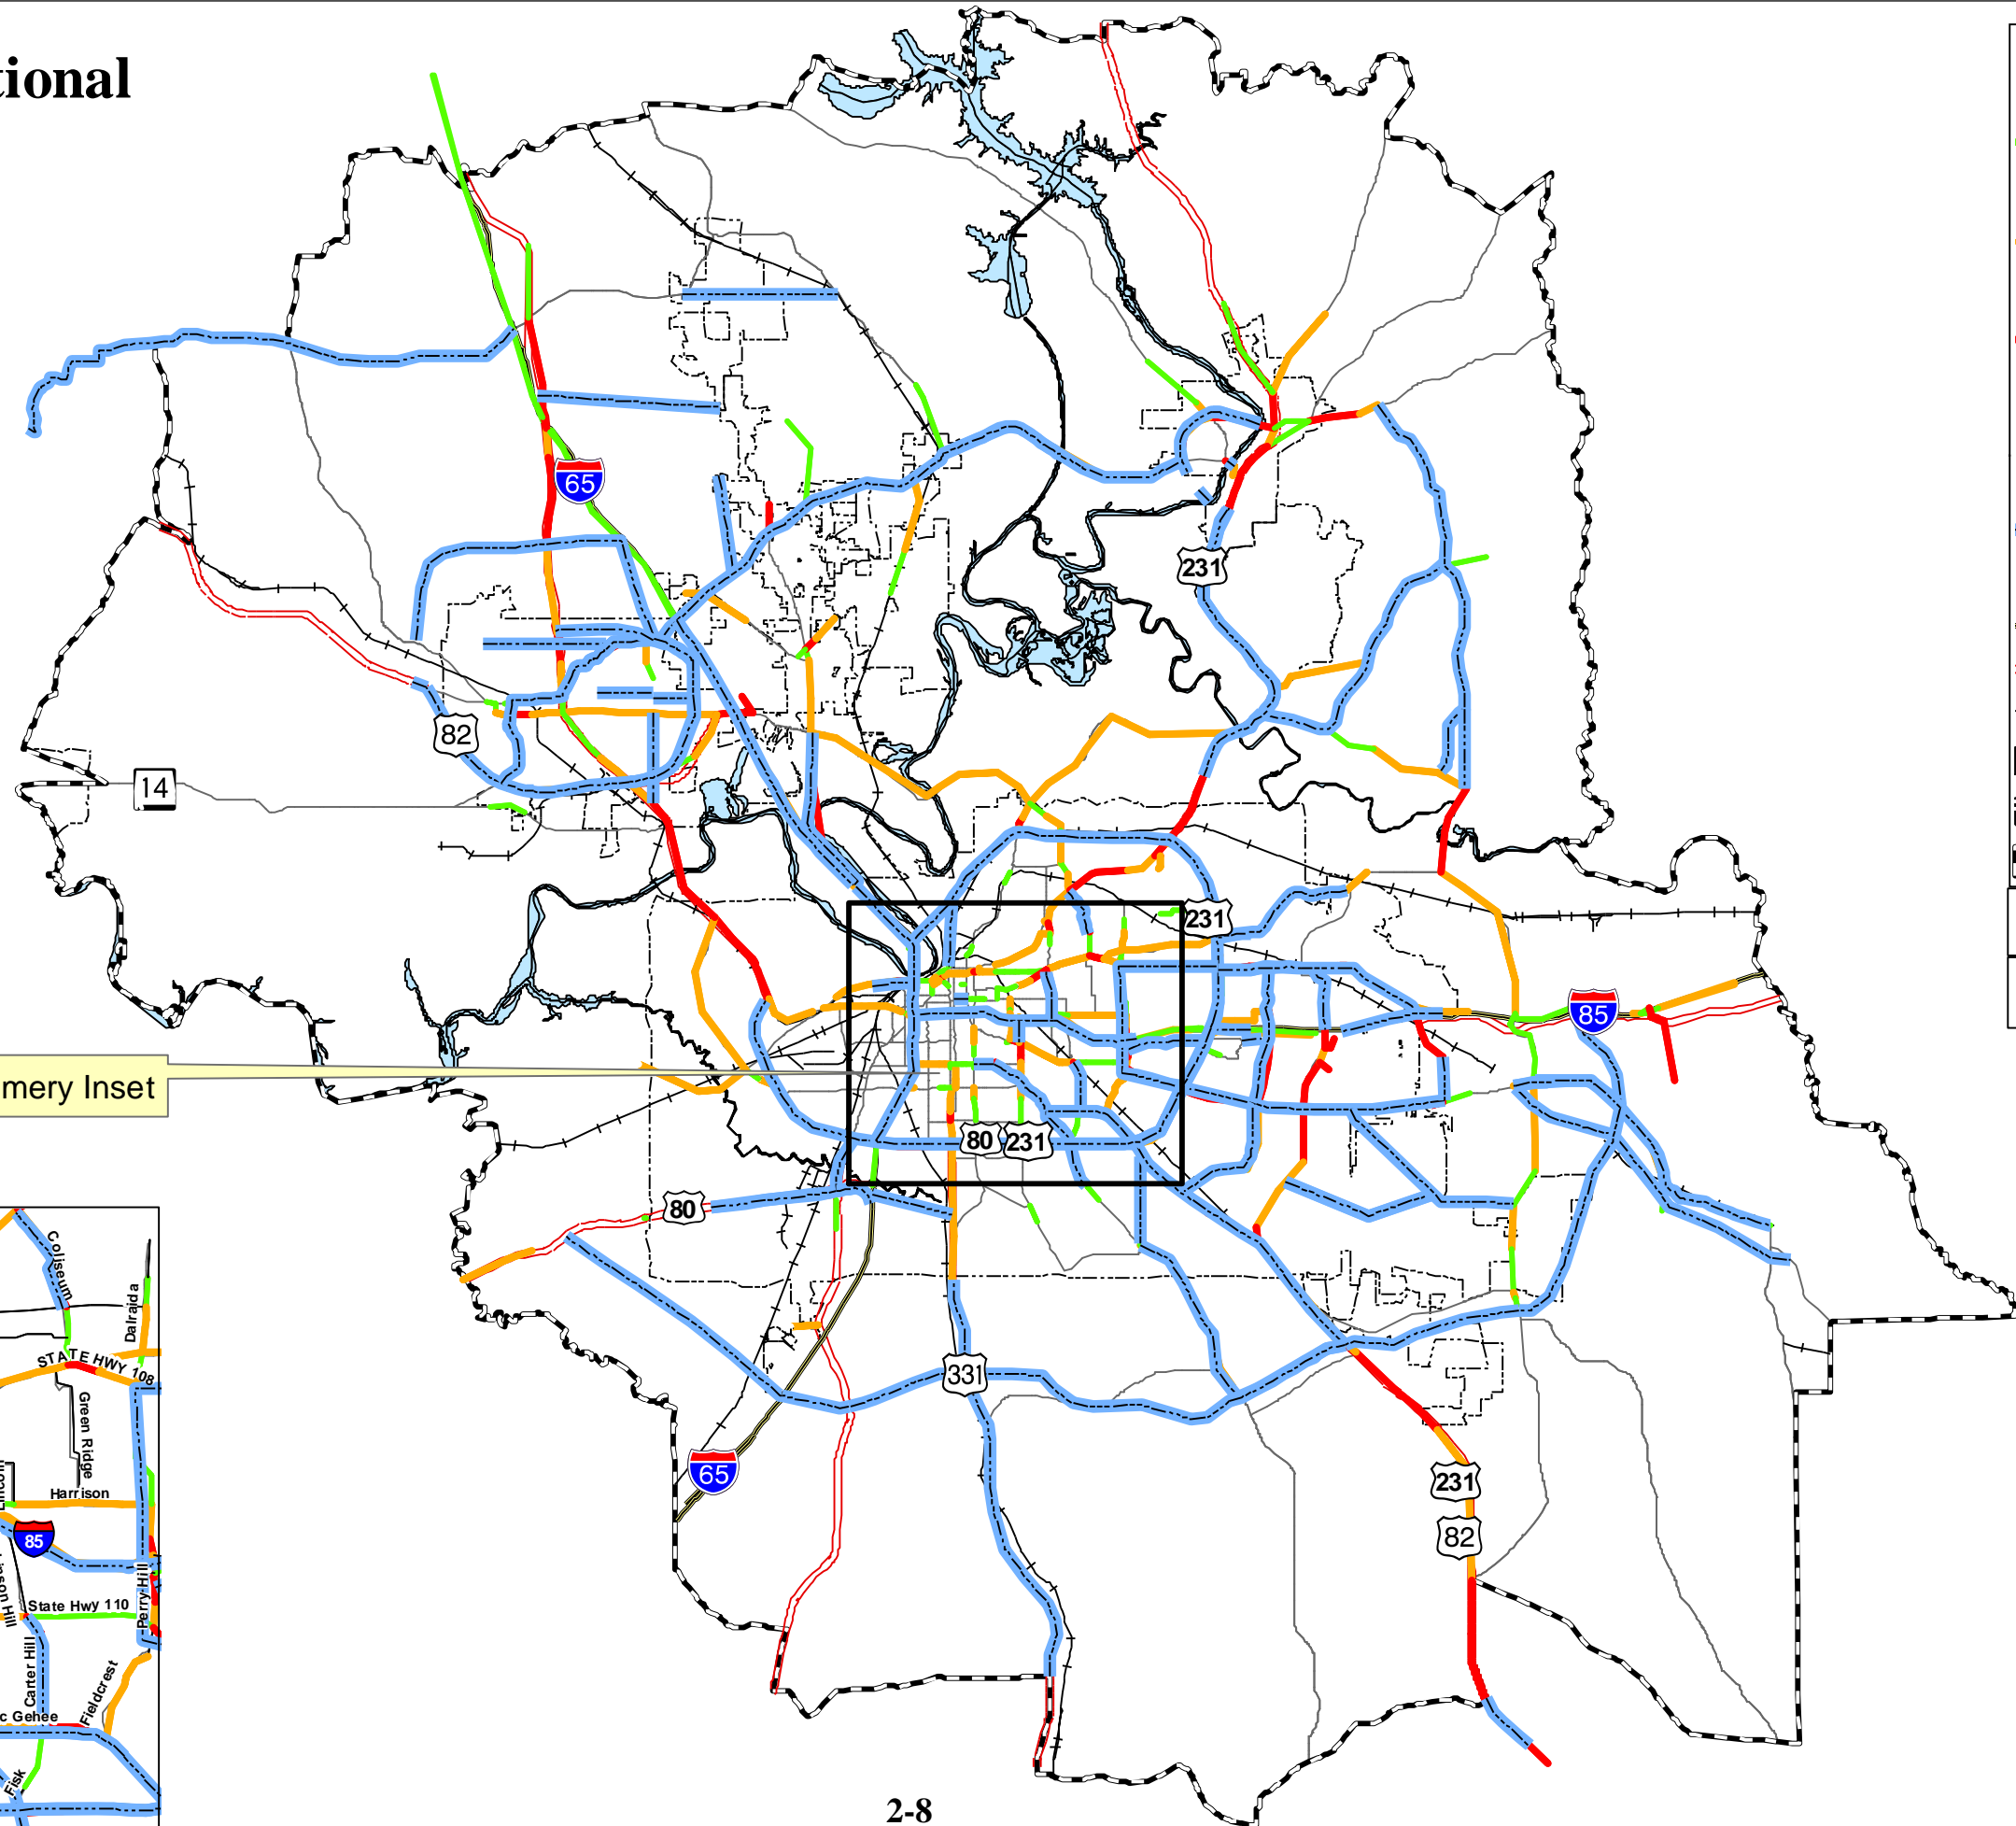 tional
65
231
82
14
231
85
mery Inset
80
231
80
331
65
231
82
Coliseum
Dalraida
STATE HWY 108
Green Ridge
Lincoln
Harrison
85
Perry Hill
State Hwy 110
Carter Hill
Fieldcrest
c Gehee
Fisk
2-8